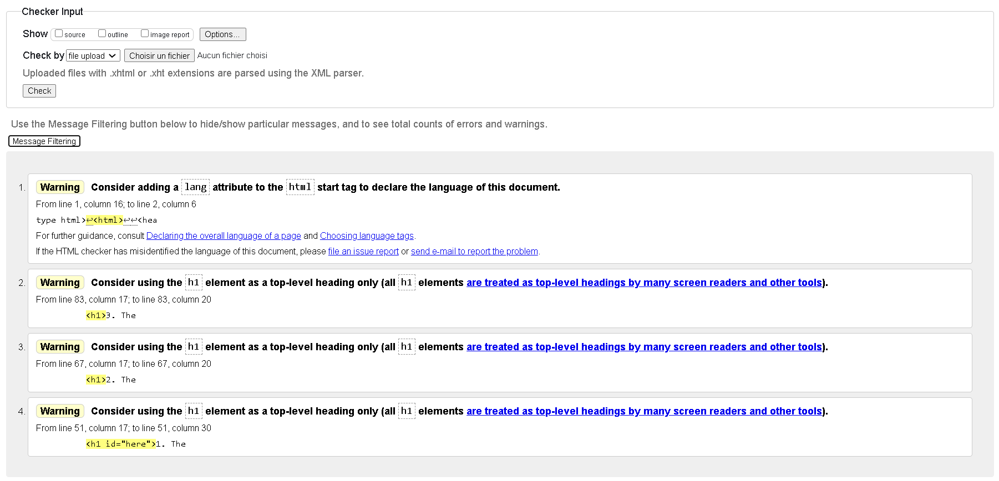 Checker Input
Show source outline image report Options...
Check by file upload Choisir un fichier Aucun fichier choisi
Uploaded files with .xhtml or .xht extensions are parsed using the XML parser.
Check
Use the Message Filtering button below to hide/show particular messages, and to see total counts of errors and warnings.
Message Filtering
1. Warning Consider adding a lang attribute to the html start tag to declare the language of this document.
From line 1, column 16; to line 2, column 6
type html>↩<html>↩↩<hea
For further guidance, consult Declaring the overall language of a page and Choosing language tags.
If the HTML checker has misidentified the language of this document, please file an issue report or send e-mail to report the problem.
2. Warning Consider using the h1 element as a top-level heading only (all h1 elements are treated as top-level headings by many screen readers and other tools).
From line 83, column 17; to line 83, column 20
<h1>3. The
3. Warning Consider using the h1 element as a top-level heading only (all h1 elements are treated as top-level headings by many screen readers and other tools).
From line 67, column 17; to line 67, column 20
<h1>2. The
4. Warning Consider using the h1 element as a top-level heading only (all h1 elements are treated as top-level headings by many screen readers and other tools).
From line 51, column 17; to line 51, column 30
<h1 id="here">1. The